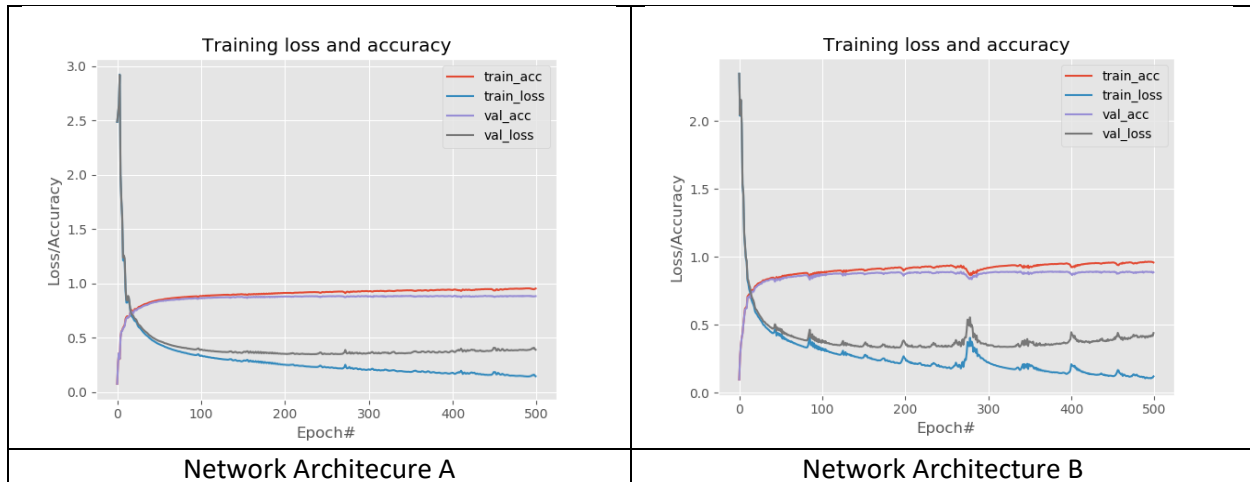 Training loss and accuracy
3.0
2.5
2.0
1.5
1.0
0.5
0.0
Loss/Accuracy
train_acc
train_loss
val_acc
val_loss
0 100 200 300 400 500
Epoch#
Network Architecure A
Training loss and accuracy
2.0
1.5
1.0
0.5
0.0
Loss/Accuracy
train_acc
train_loss
val_acc
val_loss
0 100 200 300 400 500
Epoch#
Network Architecture B